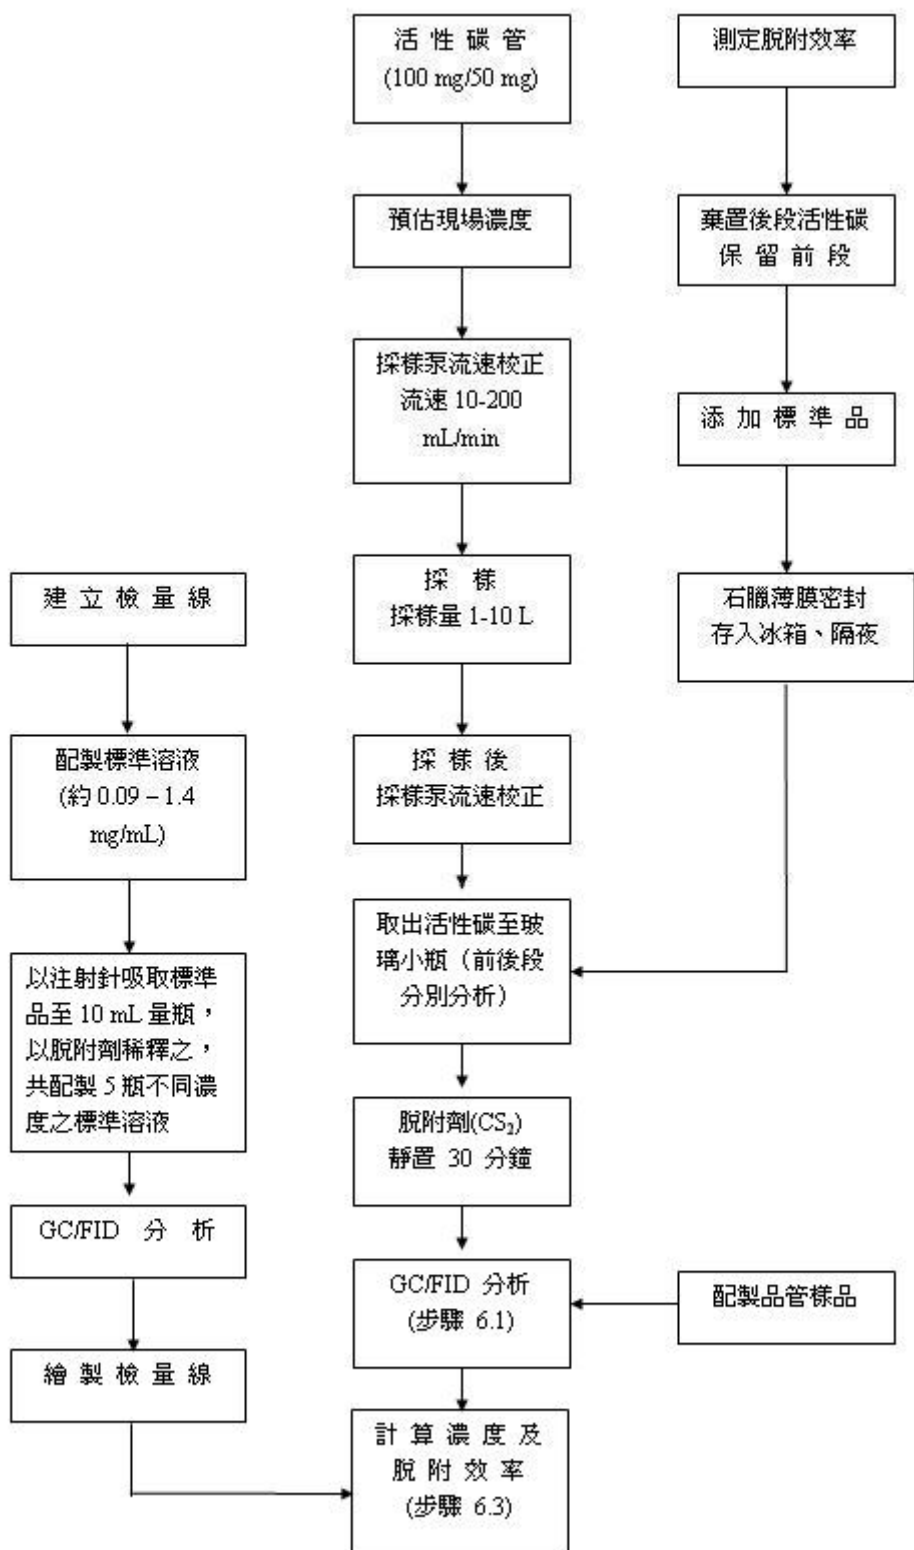 活 性 碳 管
(100 mg/50 mg)
預估現場濃度
採樣泵流速校正
流速 10-200
mL/min
採 樣
採樣量 1-10 L
採 樣 後
採樣泵流速校正
取出活性碳至玻
璃小瓶（前後段
分別分析）
脫附劑(CS₂)
靜置 30 分鐘
GC/FID 分析
(步驟 6.1)
計 算 濃 度 及
脫 附 效 率
(步驟 6.3)
測定脫附效率
棄置後段活性碳
保 留 前 段
添 加 標 準 品
石臘薄膜密封
存入冰箱、隔夜
配製品管樣品
建 立 檢 量 線
配製標準溶液
(約 0.09 – 1.4
mg/mL)
以注射針吸取標準
品至 10 mL 量瓶，
以脫附劑稀釋之，
共配製 5 瓶不同濃
度之標準溶液
GC/FID 分 析
繪 製 檢 量 線